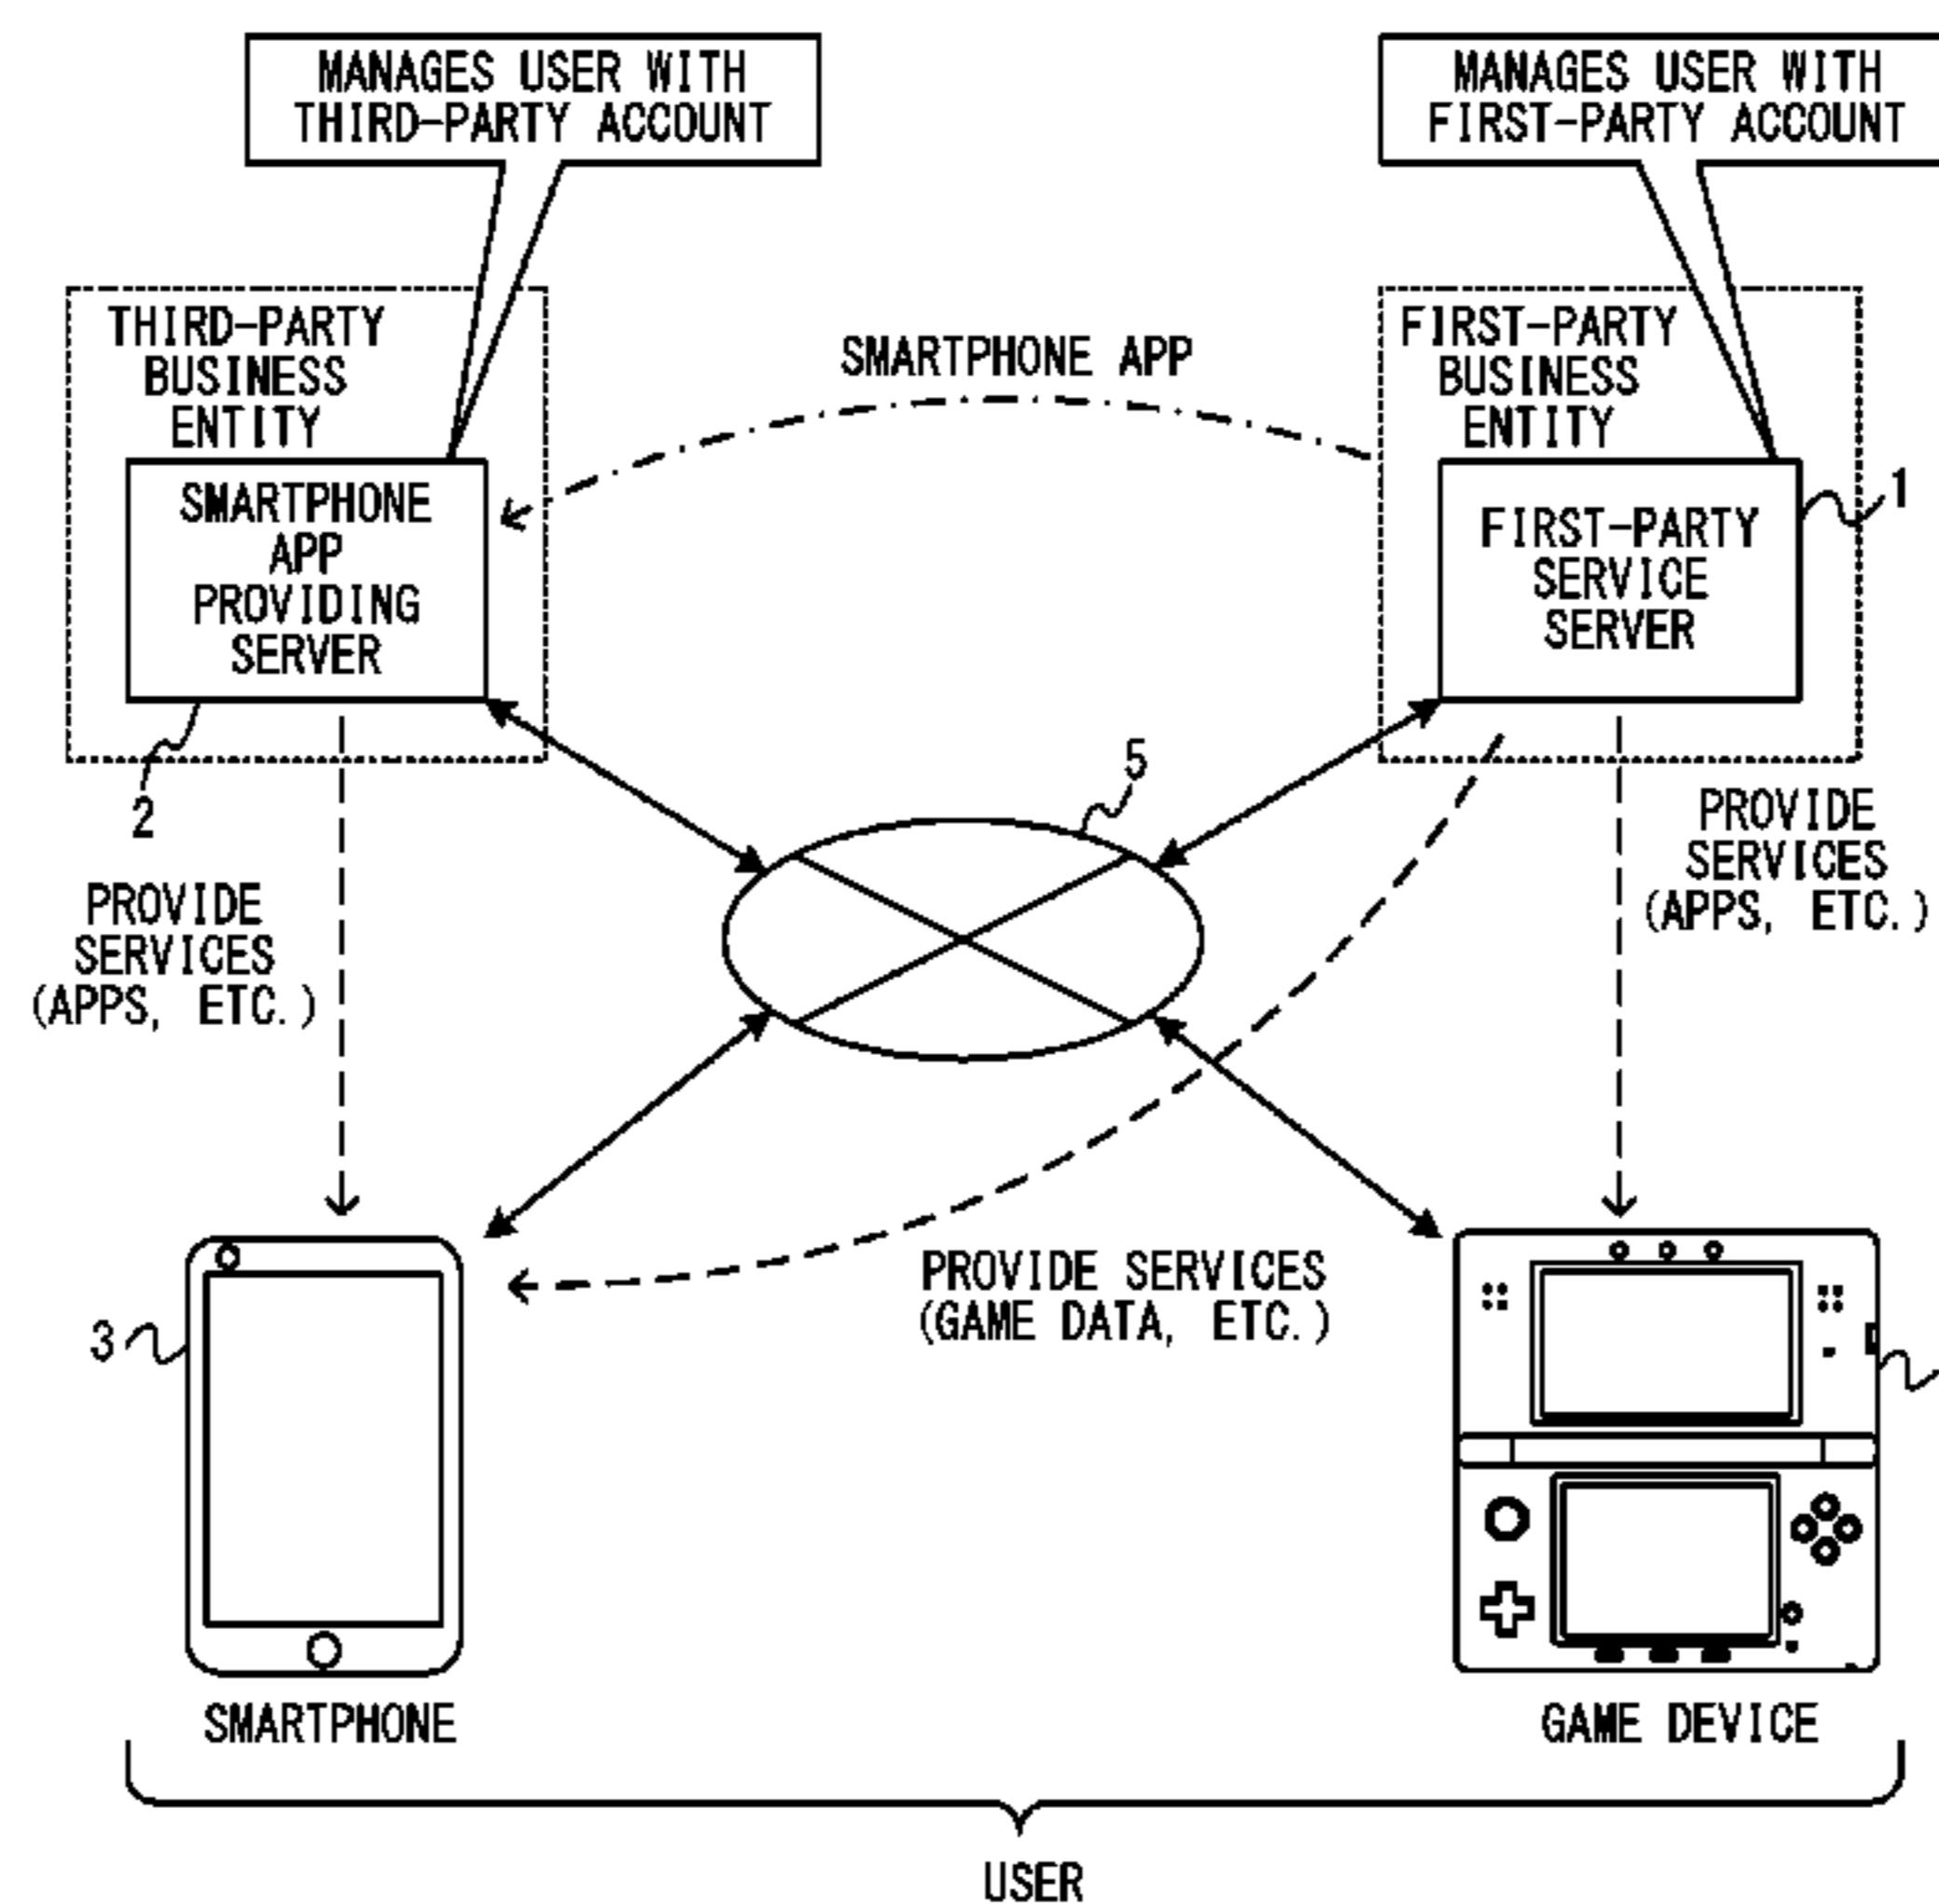 MANAGES USER WITH
THIRD-PARTY ACCOUNT
MANAGES USER WITH
FIRST-PARTY ACCOUNT
THIRD-PARTY
BUSINESS
ENTITY
SMARTPHONE APP
FIRST-PARTY
BUSINESS
ENTITY
SMARTPHONE
APP
PROVIDING
SERVER
FIRST-PARTY
SERVICE
SERVER
1
2
5
PROVIDE
SERVICES
(APPS, ETC.)
PROVIDE
SERVICES
(APPS, ETC.)
PROVIDE SERVICES
(GAME DATA, ETC.)
3
SMARTPHONE
GAME DEVICE
USER